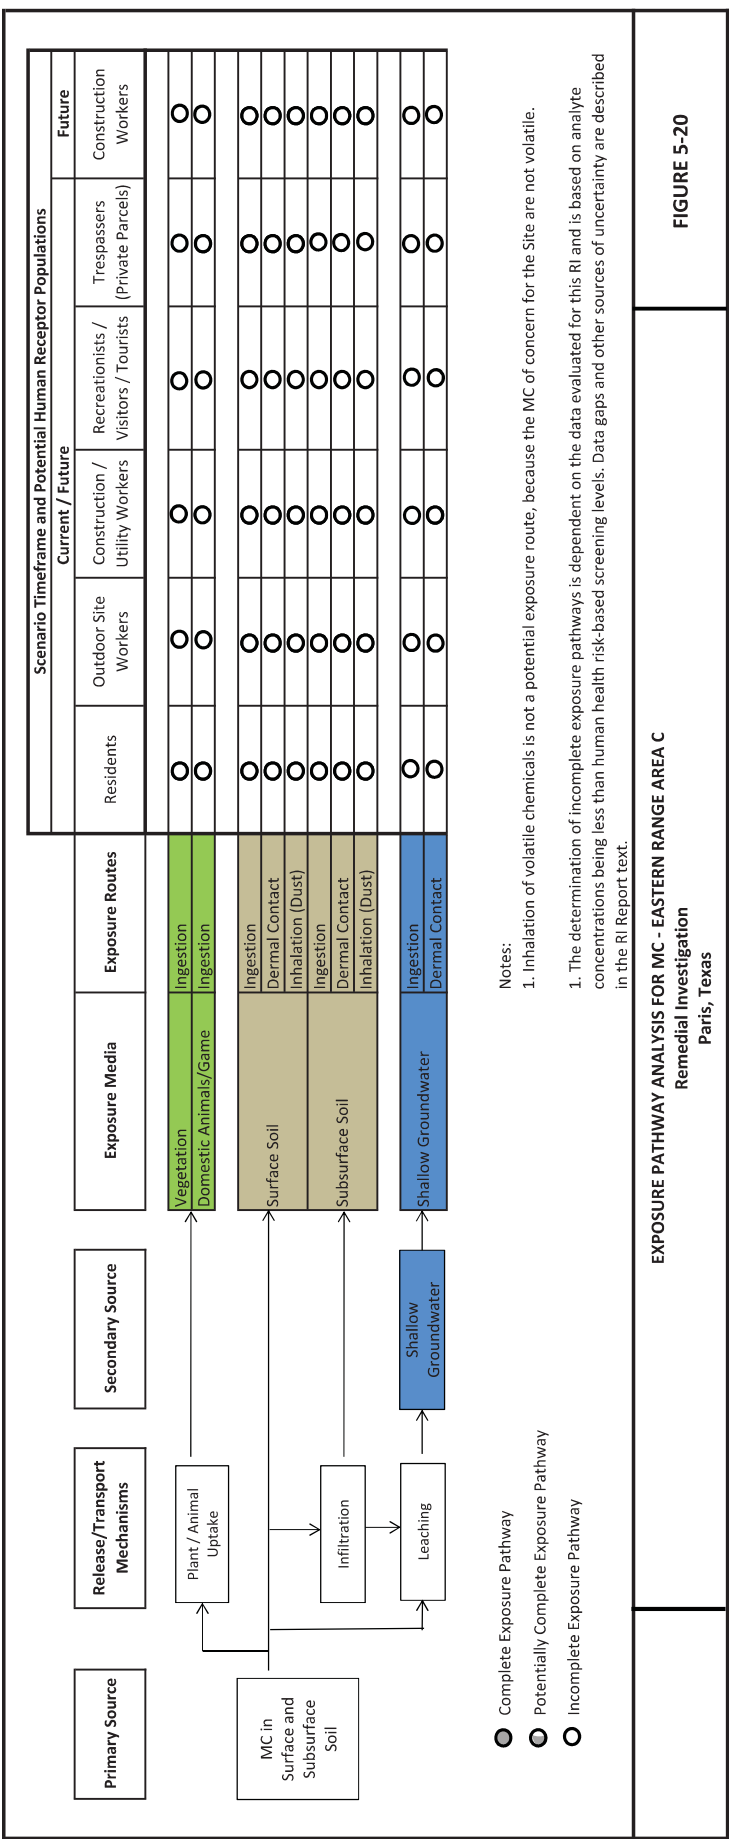 Scenario Timeframe and Potential Human Receptor Populations
Current / Future
Future
Primary Source
Release/Transport
Mechanisms
Secondary Source
Exposure Media
Exposure Routes
Residents
Outdoor Site
Workers
Construction /
Utility Workers
Recreationists /
Visitors / Tourists
Trespassers
(Private Parcels)
Construction
Workers
Plant / Animal
Uptake
Vegetation
Ingestion
Domestic Animals/Game
Ingestion
MC in
Surface and
Subsurface
Soil
Surface Soil
Ingestion
Dermal Contact
Inhalation (Dust)
Infiltration
Subsurface Soil
Ingestion
Dermal Contact
Inhalation (Dust)
Leaching
Shallow
Groundwater
Shallow Groundwater
Ingestion
Dermal Contact
Complete Exposure Pathway
Potentially Complete Exposure Pathway
Incomplete Exposure Pathway
Notes:
1. Inhalation of volatile chemicals is not a potential exposure route, because the MC of concern for the Site are not volatile.
1. The determination of incomplete exposure pathways is dependent on the data evaluated for this RI and is based on analyte
concentrations being less than human health risk-based screening levels. Data gaps and other sources of uncertainty are described
in the RI Report text.
EXPOSURE PATHWAY ANALYSIS FOR MC - EASTERN RANGE AREA C
Remedial Investigation
Paris, Texas
FIGURE 5-20